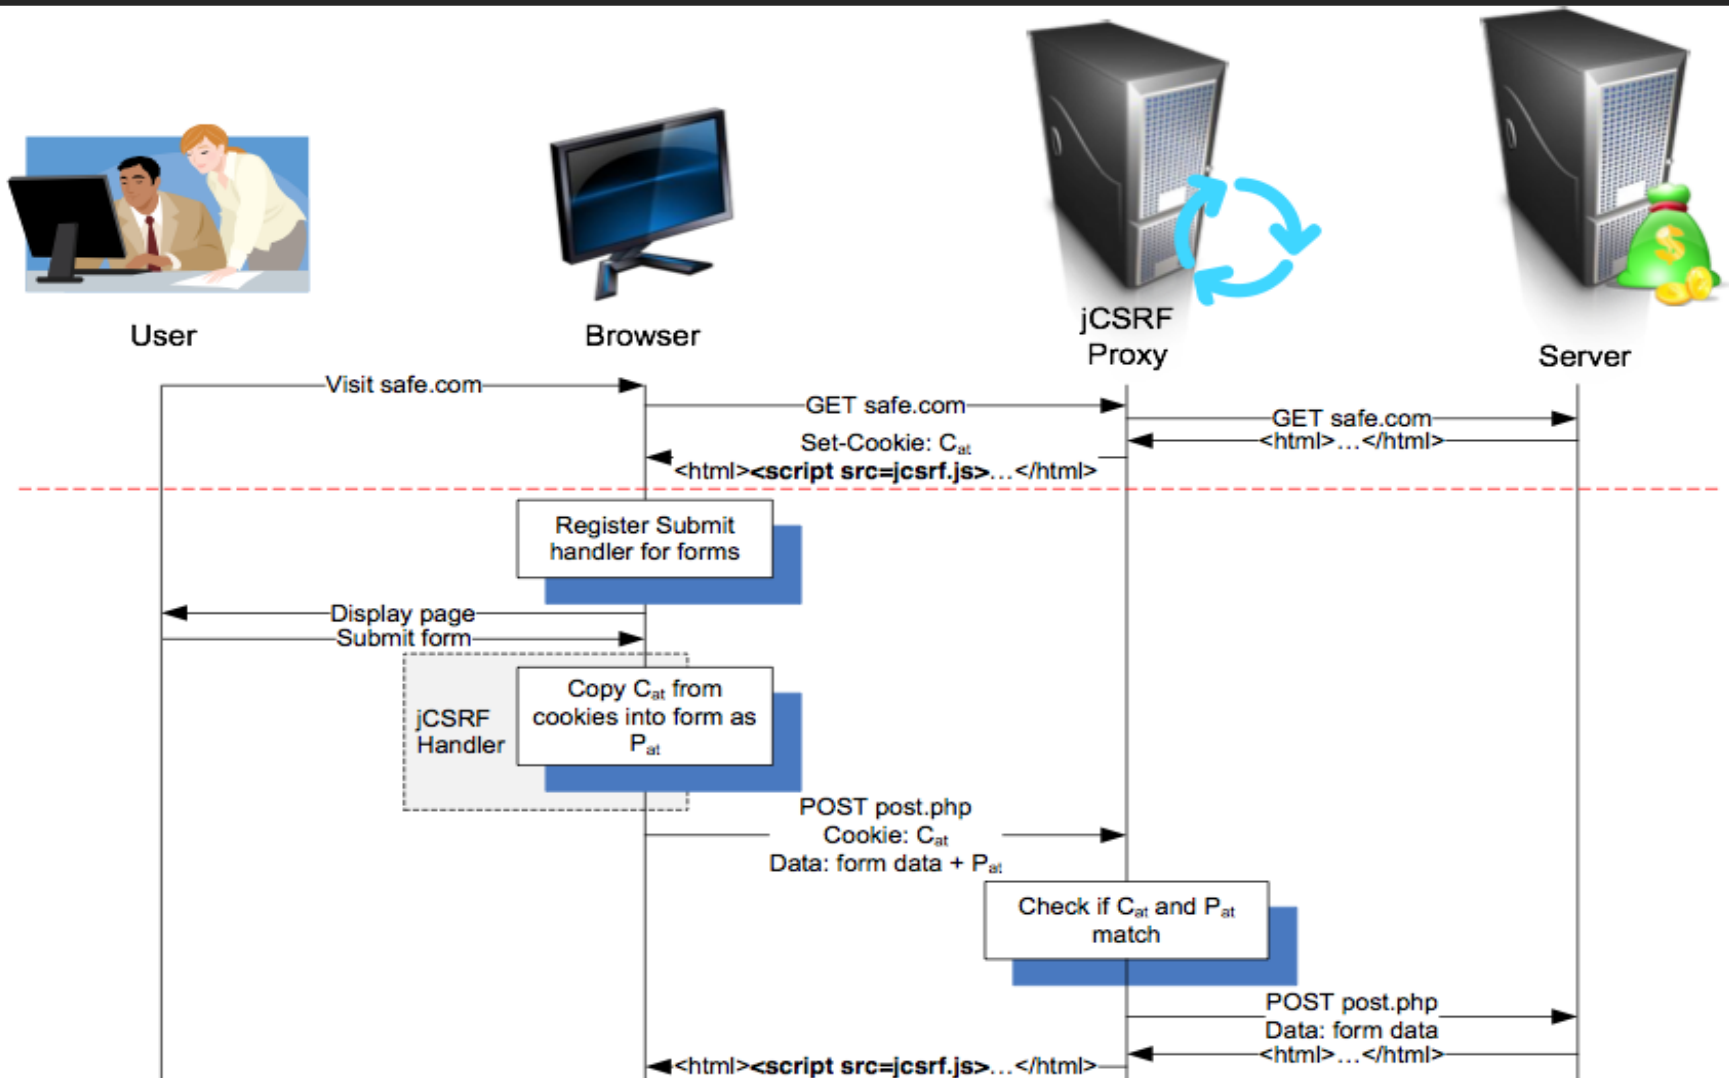 User
Browser
jCSRF
Proxy
Server
Visit safe.com
GET safe.com
GET safe.com
<html>...</html>
Set-Cookie: Cat
<html><script src=jcsrf.js>...</html>
Register Submit
handler for forms
Display page
Submit form
jCSRF
Handler
Copy Cat from
cookies into form as
Pat
POST post.php
Cookie: Cat
Data: form data + Pat
Check if Cat and Pat
match
POST post.php
Data: form data
<html>...</html>
<html><script src=jcsrf.js>...</html>